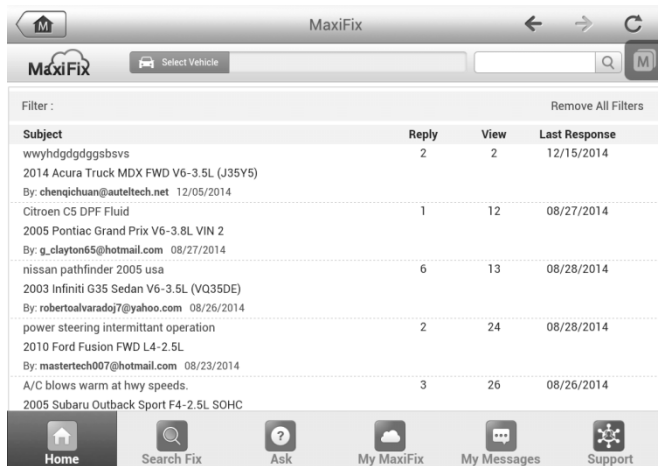 M
MaxiFix
MaxiFix
Select Vehicle
M
Filter :
Remove All Filters
Subject
Reply
View
Last Response
wwyhdgdgdggsbsvs
2
2
12/15/2014
2014 Acura Truck MDX FWD V6-3.5L (J35Y5)
By: chenqichuan@auteltech.net 12/05/2014
Citroen C5 DPF Fluid
1
12
08/27/2014
2005 Pontiac Grand Prix V6-3.8L VIN 2
By: g_clayton65@hotmail.com 08/27/2014
nissan pathfinder 2005 usa
6
13
08/28/2014
2003 Infiniti G35 Sedan V6-3.5L (VQ35DE)
By: robertoalvaradoj7@yahoo.com 08/26/2014
power steering intermittant operation
2
24
08/28/2014
2010 Ford Fusion FWD L4-2.5L
By: mastertech007@hotmail.com 08/23/2014
A/C blows warm at hwy speeds.
3
26
08/26/2014
2005 Subaru Outback Sport F4-2.5L SOHC
Home
Search Fix
?
Ask
My MaxiFix
My Messages
Support